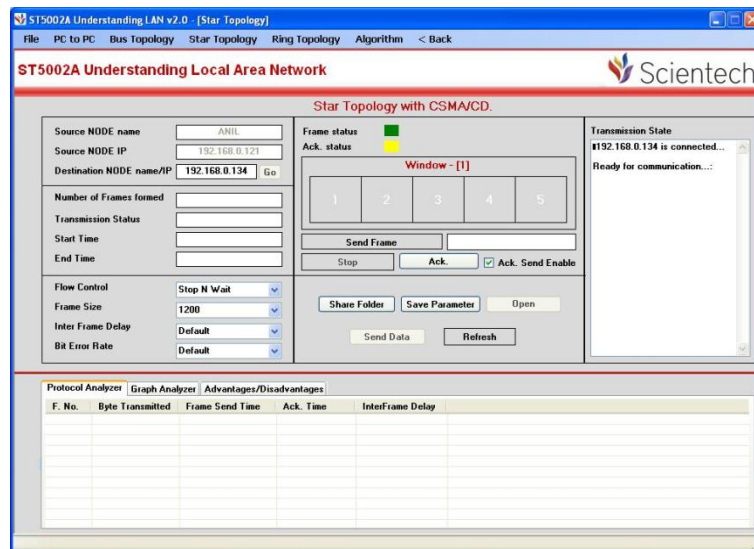 ST5002A Understanding LAN v2.0 - [Star Topology]
File PC to PC Bus Topology Star Topology Ring Topology Algorithm < Back
ST5002A Understanding Local Area Network
Scientech
Star Topology with CSMA/CD.
Source NODE name ANIL
Source NODE IP 192.168.0.121
Destination NODE name/IP 192.168.0.134 Go
Number of Frames formed
Transmission Status
Start Time
End Time
Flow Control Stop N Wait
Frame Size 1200
Inter Frame Delay Default
Bit Error Rate Default
Frame status
Ack. status
Window - [1]
1 2 3 4 5
Send Frame
Stop Ack. Ack. Send Enable
Share Folder Save Parameter Open
Send Data Refresh
Transmission State
192.168.0.134 is connected...
Ready for communication...:
Protocol Analyzer Graph Analyzer Advantages/Disadvantages
F. No. Byte Transmitted Frame Send Time Ack. Time InterFrame Delay